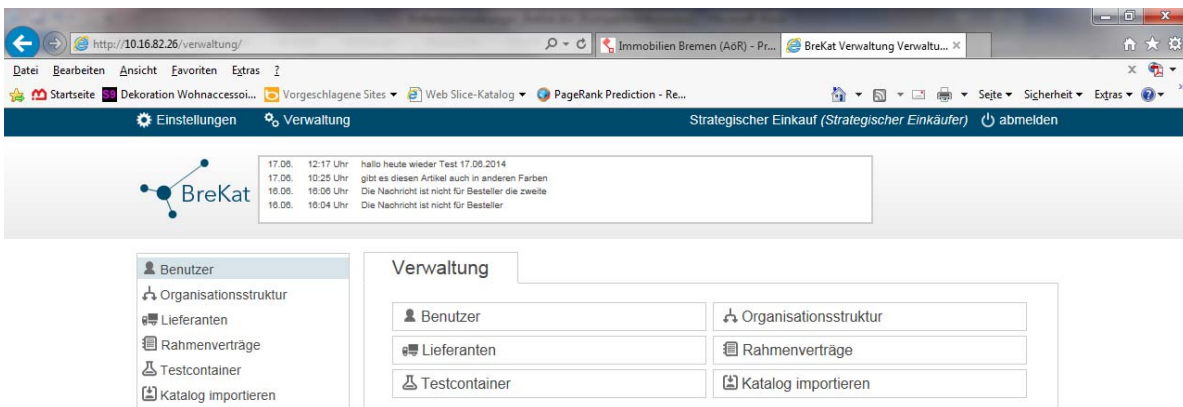 http://10.16.82.26/verwaltung/ Immobilien Bremen (AöR) - Pr... BreKat Verwaltung Verwaltu...
Datei Bearbeiten Ansicht Favoriten Extras ?
Startseite S9 Dekoration Wohnaccessoi... Vorgeschlagene Sites Web Slice-Katalog PageRank Prediction - Re... Seite Sicherheit Extras
Einstellungen Verwaltung Strategischer Einkauf (Strategischer Einkäufer) abmelden
BreKat
17.06. 12:17 Uhr hallo heute wieder Test 17.06.2014
17.06. 10:25 Uhr gibt es diesen Artikel auch in anderen Farben
16.06. 16:06 Uhr Die Nachricht ist nicht für Besteller die zweite
16.06. 16:04 Uhr Die Nachricht ist nicht für Besteller
Benutzer
Organisationsstruktur
Lieferanten
Rahmenverträge
Testcontainer
Katalog importieren
Verwaltung
Benutzer Organisationsstruktur
Lieferanten Rahmenverträge
Testcontainer Katalog importieren